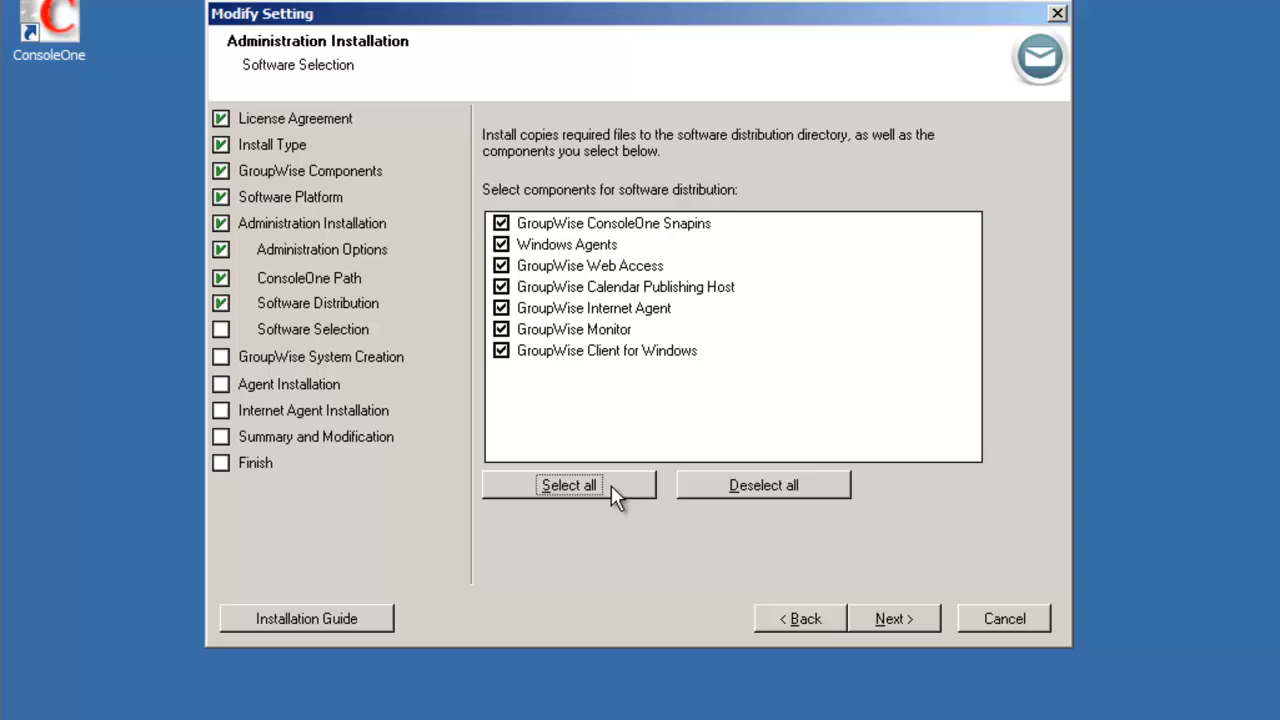 ConsoleOne
Modify Setting
Administration Installation
Software Selection
License Agreement
Install Type
GroupWise Components
Software Platform
Administration Installation
Administration Options
ConsoleOne Path
Software Distribution
Software Selection
GroupWise System Creation
Agent Installation
Internet Agent Installation
Summary and Modification
Finish
Install copies required files to the software distribution directory, as well as the
components you select below.
Select components for software distribution:
GroupWise ConsoleOne Snapins
Windows Agents
GroupWise Web Access
GroupWise Calendar Publishing Host
GroupWise Internet Agent
GroupWise Monitor
GroupWise Client for Windows
Select all
Deselect all
Installation Guide
< Back
Next >
Cancel